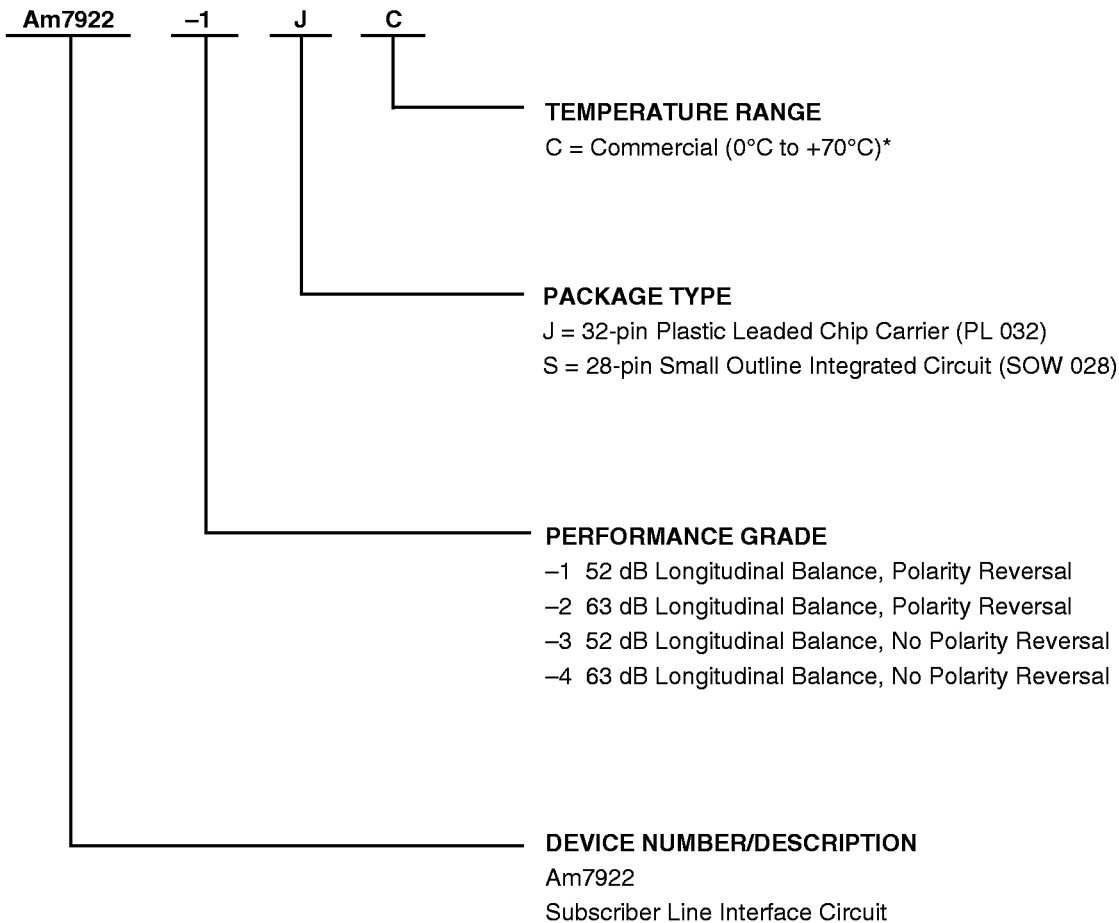 Am7922 –1 J C
TEMPERATURE RANGE
C = Commercial (0°C to +70°C)*
PACKAGE TYPE
J = 32-pin Plastic Leaded Chip Carrier (PL 032)
S = 28-pin Small Outline Integrated Circuit (SOW 028)
PERFORMANCE GRADE
–1 52 dB Longitudinal Balance, Polarity Reversal
–2 63 dB Longitudinal Balance, Polarity Reversal
–3 52 dB Longitudinal Balance, No Polarity Reversal
–4 63 dB Longitudinal Balance, No Polarity Reversal
DEVICE NUMBER/DESCRIPTION
Am7922
Subscriber Line Interface Circuit